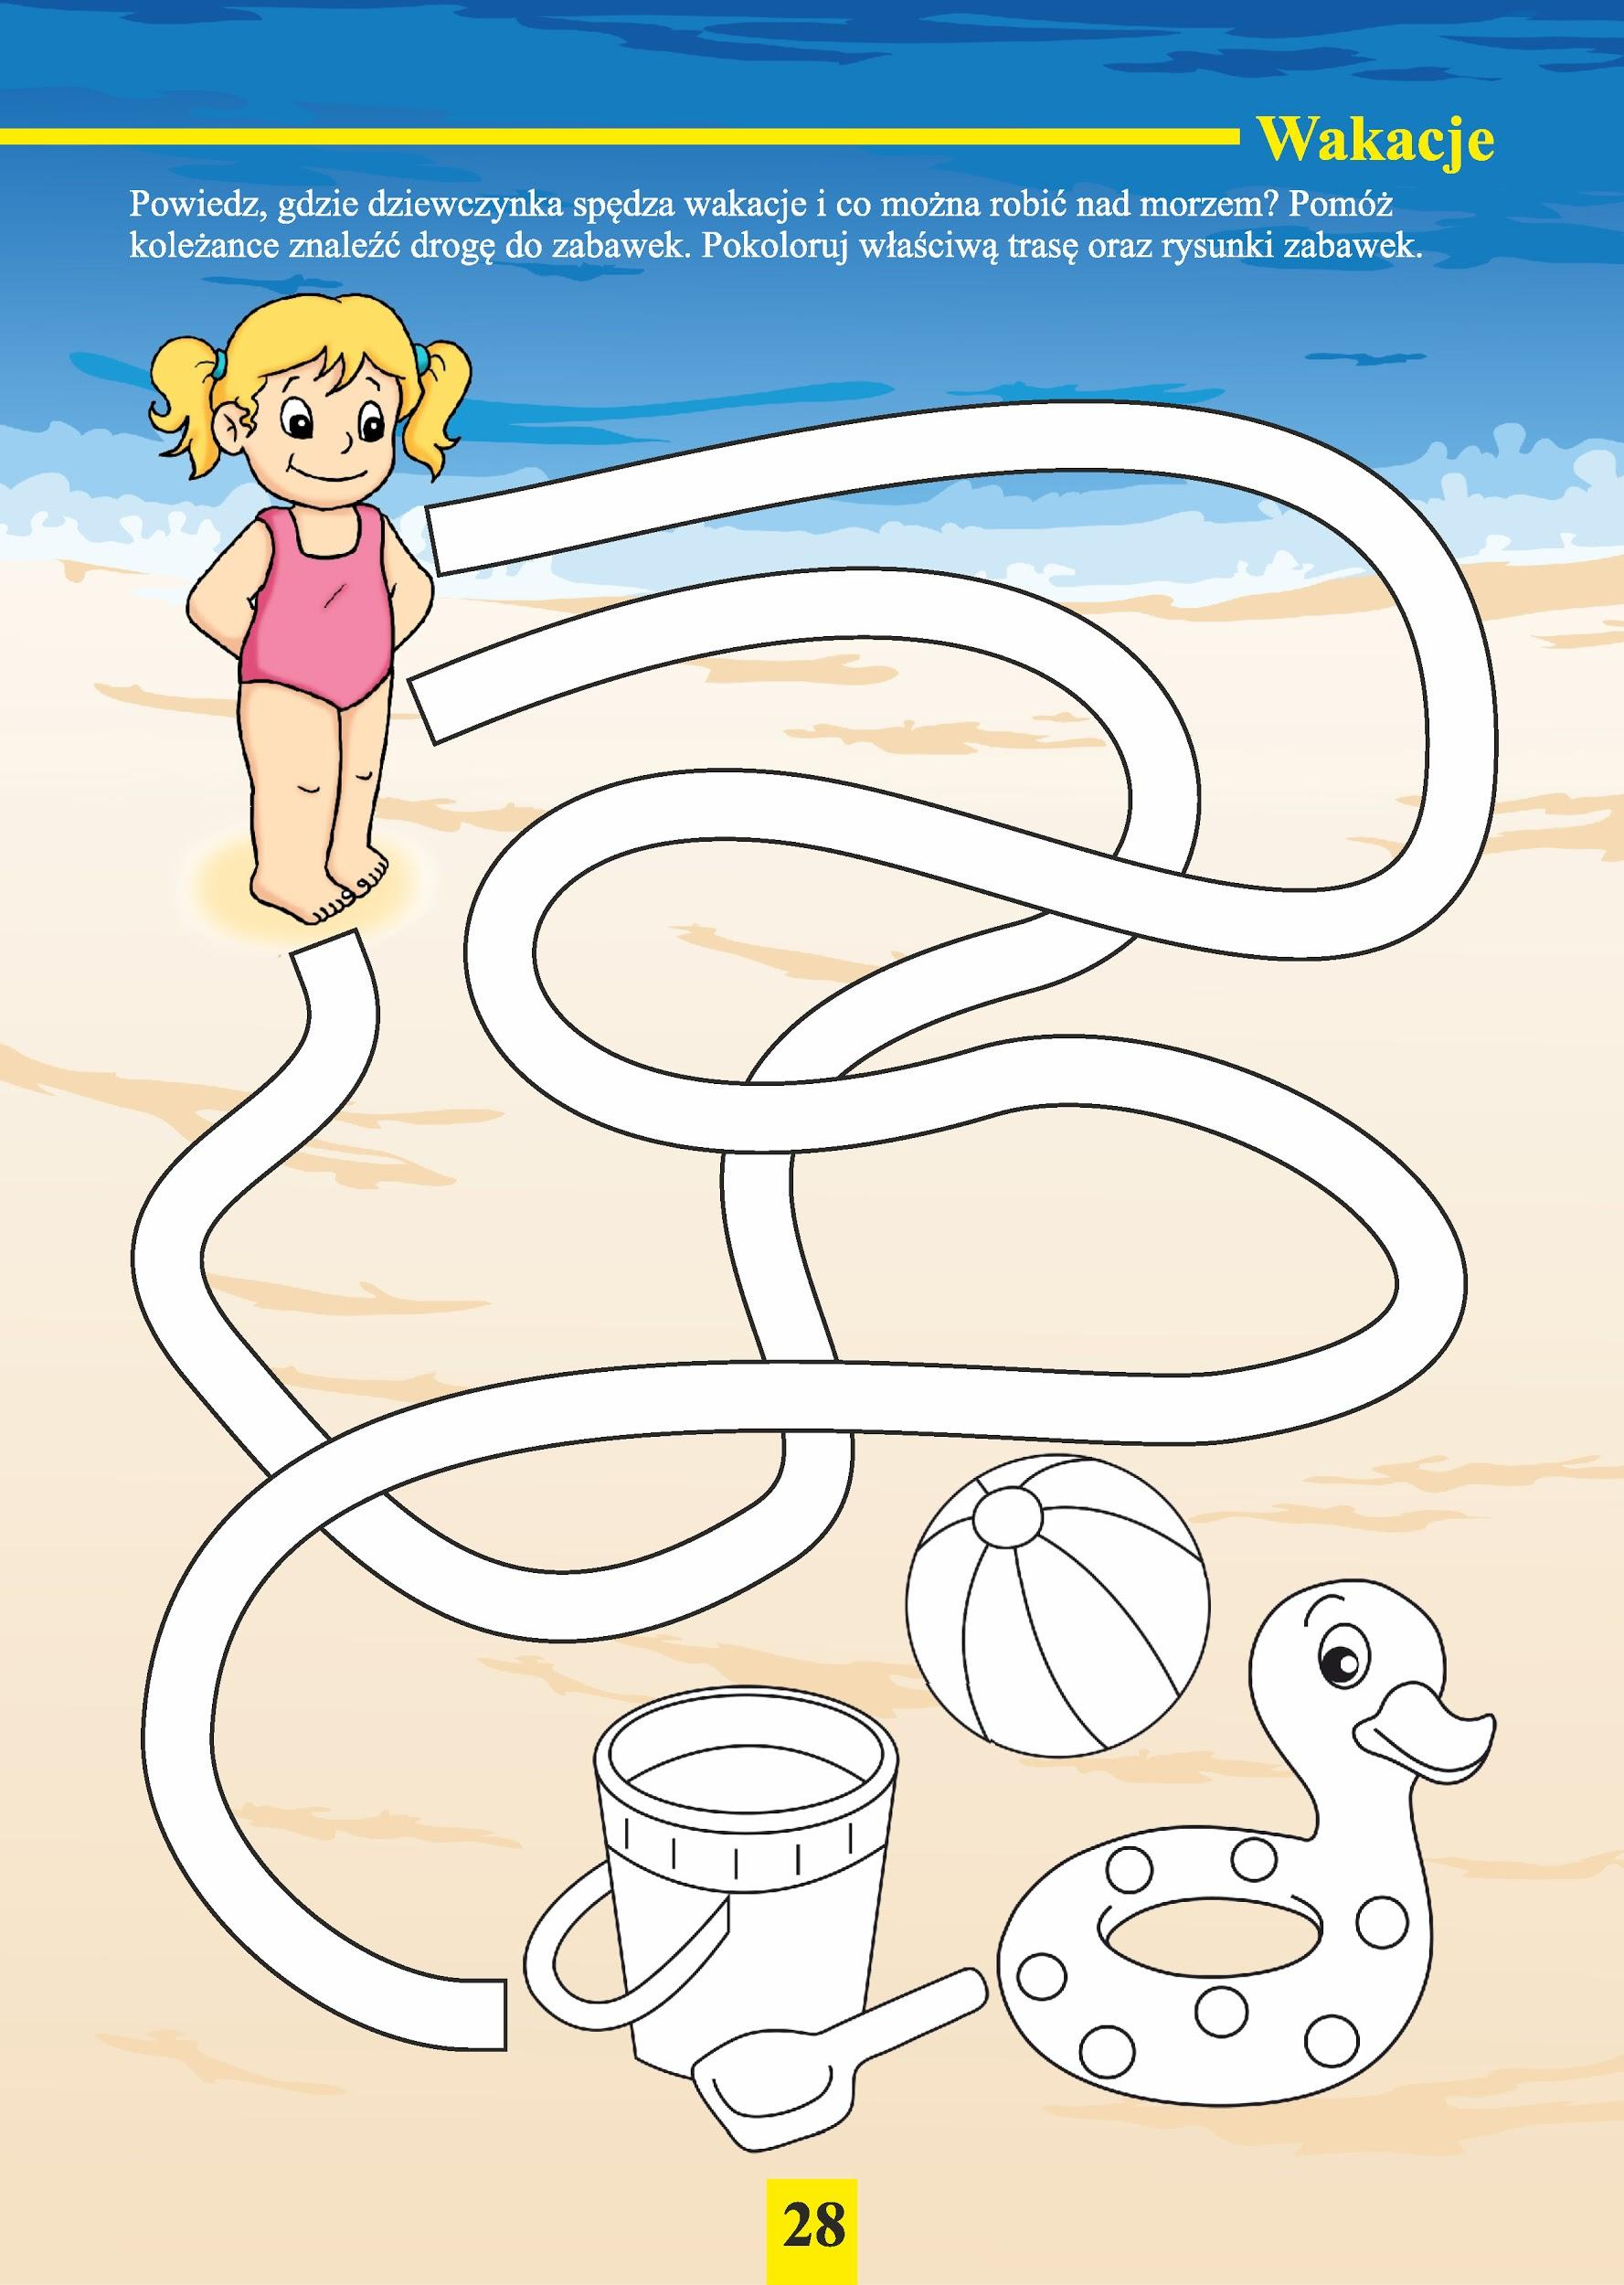 Wakacje
Powiedz, gdzie dziewczynka spędza wakacje i co można robić nad morzem? Pomóż
koleżance znaleźć drogę do zabawek. Pokoloruj właściwą trasę oraz rysunki zabawek.
28